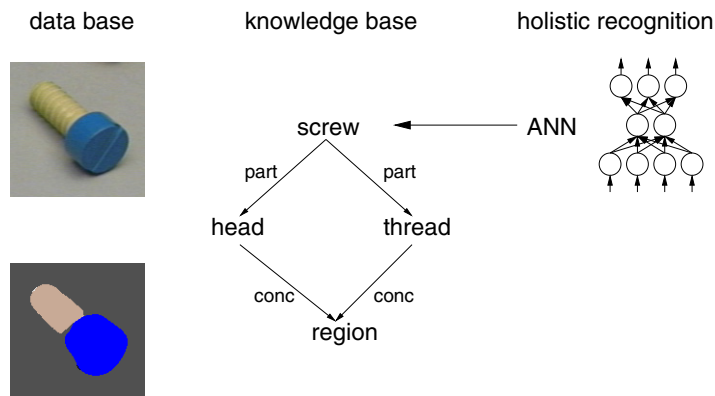 data base
knowledge base
holistic recognition
screw
ANN
part
part
head
thread
conc
conc
region